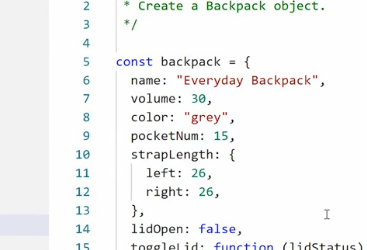 2 * Create a Backpack object.
3 */
4
5 const backpack = {
6 name: "Everyday Backpack",
7 volume: 30,
8 color: "grey",
9 pocketNum: 15,
10 strapLength: {
11 left: 26,
12 right: 26,
13 },
14 lidOpen: false,
15 toggleLid: function (lidStatus)